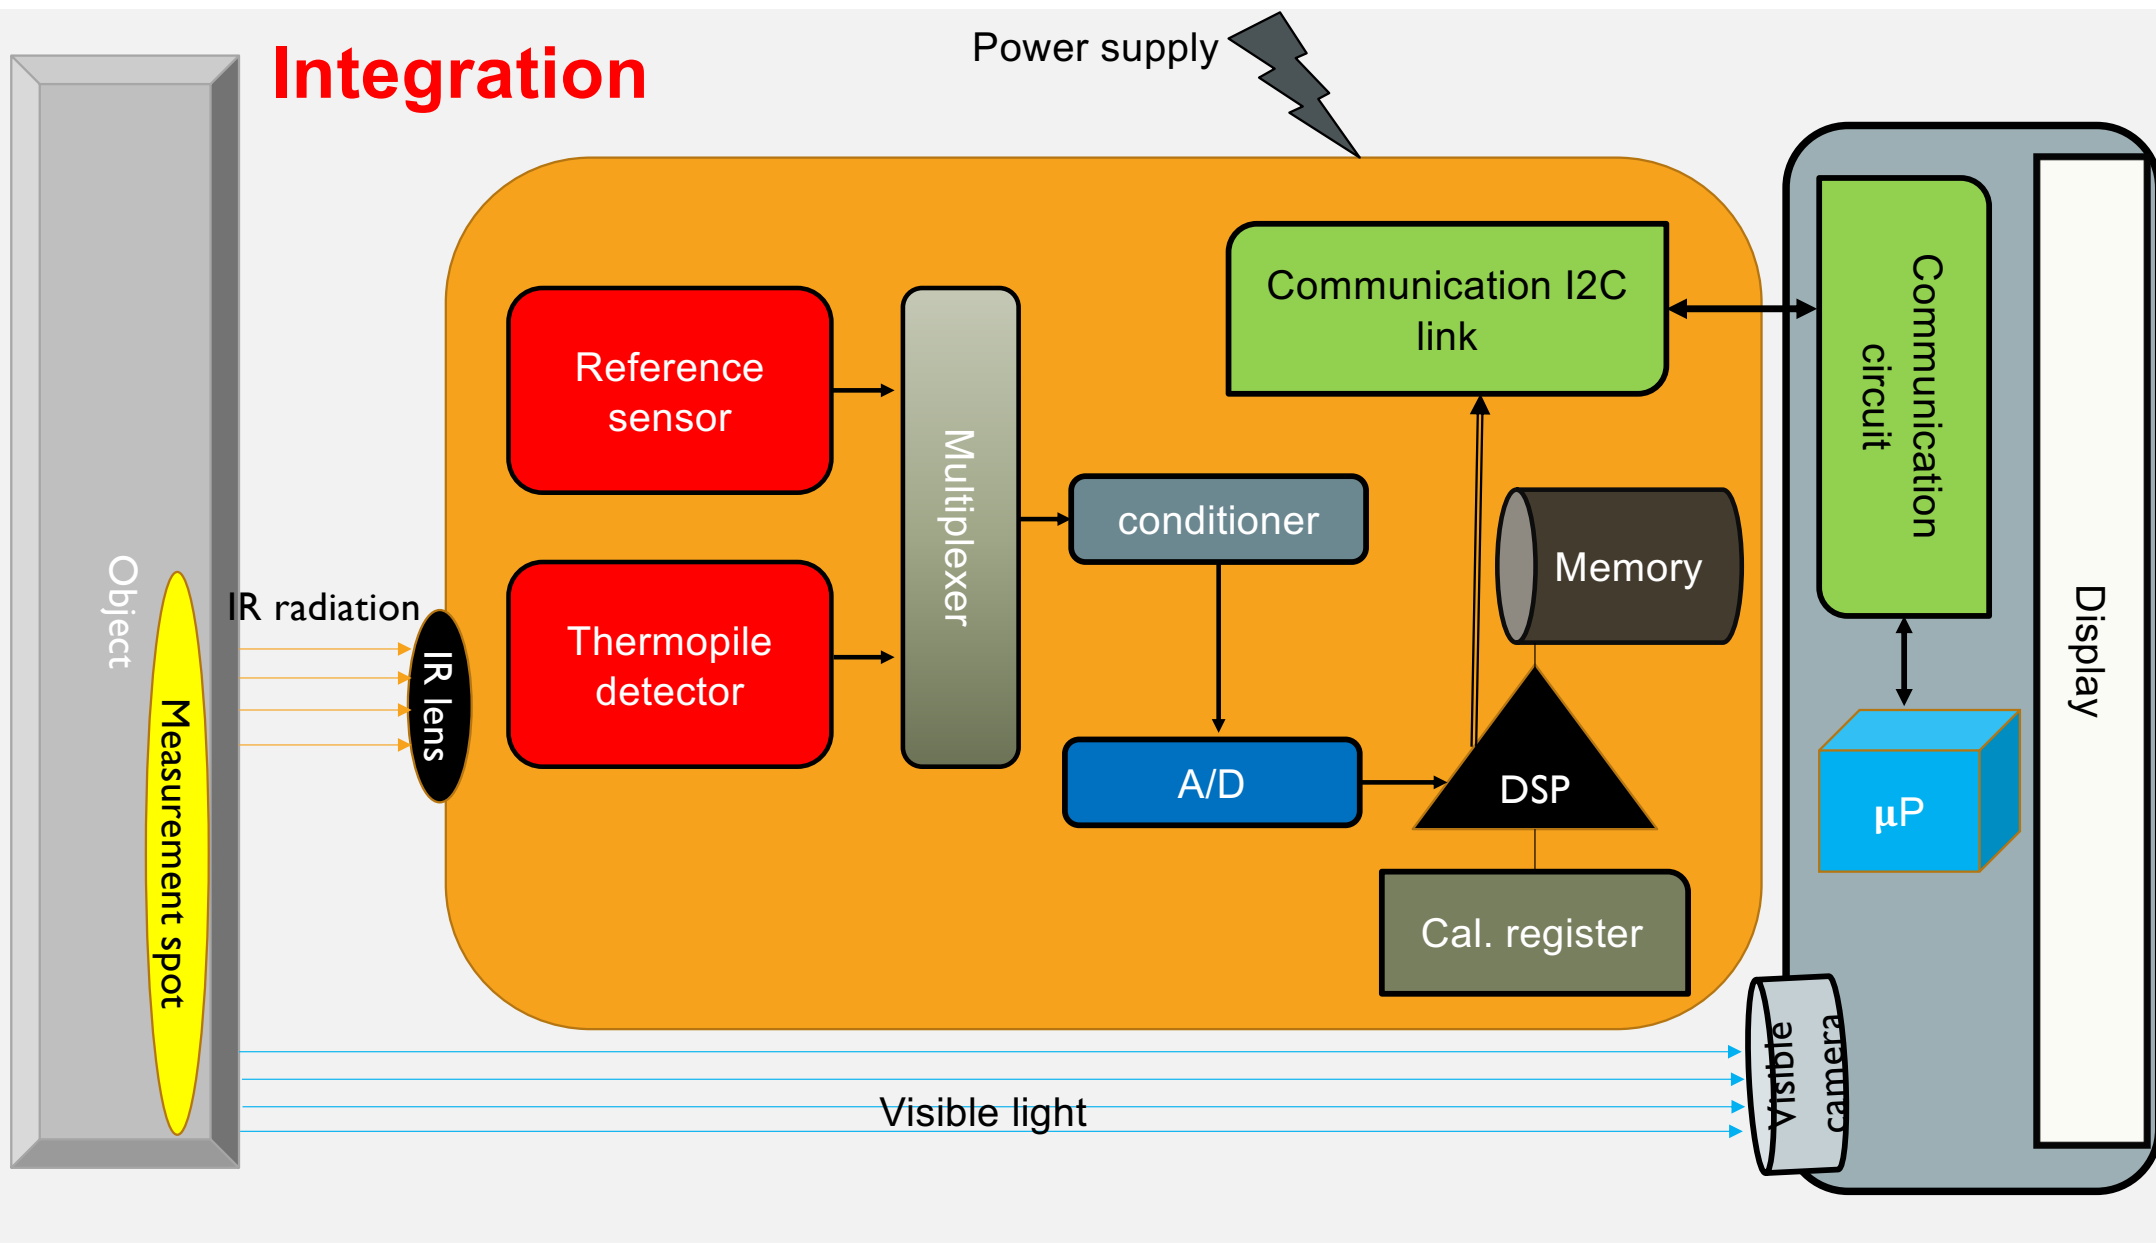 Integration
Power supply
Object
Measurement spot
IR radiation
IR lens
Reference
sensor
Thermopile
detector
Multiplexer
conditioner
A/D
Communication I2C
link
Memory
DSP
Cal. register
Communication
circuit
μP
Display
Visible
camera
Visible light